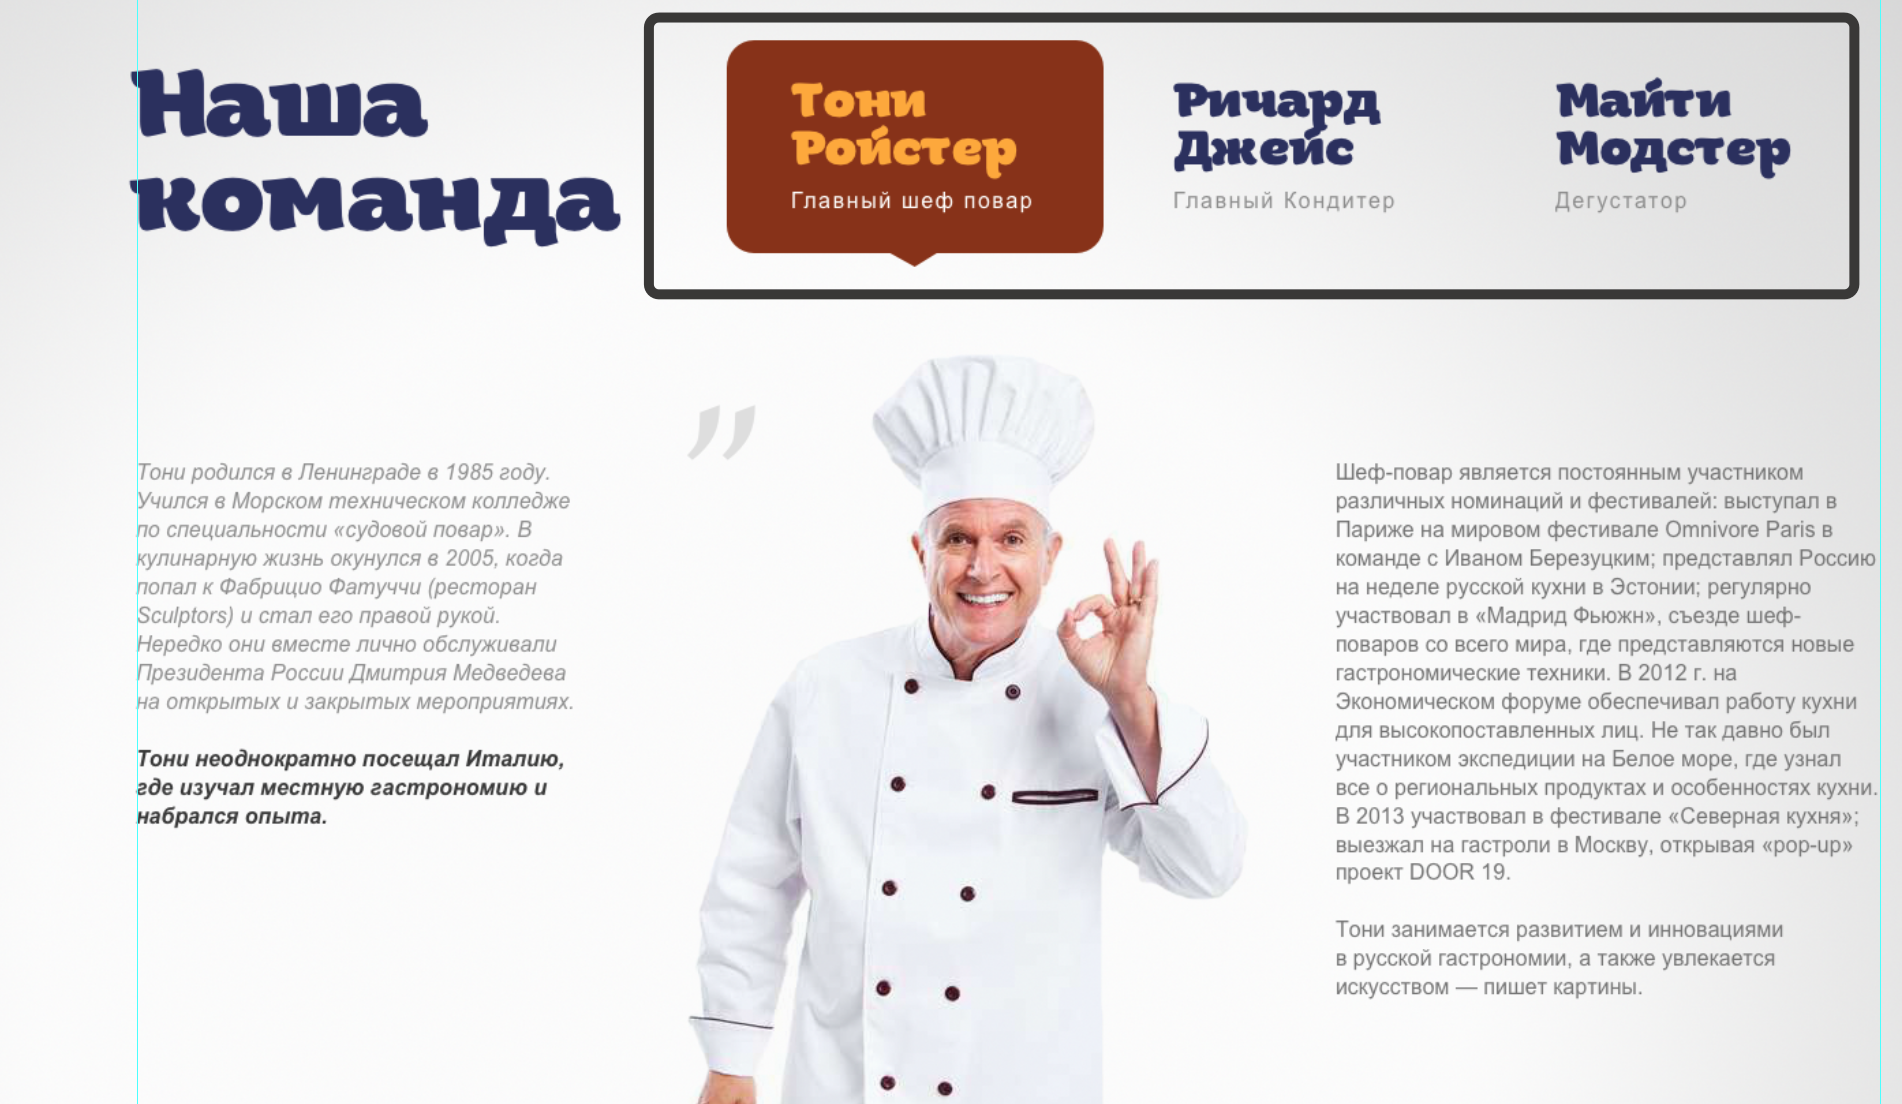 Наша
команда
Тони
Ройстер
Главный шеф повар
Ричард
Джейс
Главный Кондитер
Майти
Модстер
Дегустатор
”
Тони родился в Ленинграде в 1985 году.
Учился в Морском техническом колледже
по специальности «судовой повар». В
кулинарную жизнь окунулся в 2005, когда
попал к Фабрицио Фатуччи (ресторан
Sculptors) и стал его правой рукой.
Нередко они вместе лично обслуживали
Президента России Дмитрия Медведева
на открытых и закрытых мероприятиях.
Тони неоднократно посещал Италию,
где изучал местную гастрономию и
набрался опыта.
Шеф-повар является постоянным участником
различных номинаций и фестивалей: выступал в
Париже на мировом фестивале Omnivore Paris в
команде с Иваном Березуцким; представлял Россию
на неделе русской кухни в Эстонии; регулярно
участвовал в «Мадрид Фьюжн», съезде шеф-
поваров со всего мира, где представляются новые
гастрономические техники. В 2012 г. на
Экономическом форуме обеспечивал работу кухни
для высокопоставленных лиц. Не так давно был
участником экспедиции на Белое море, где узнал
все о региональных продуктах и особенностях кухни.
В 2013 участвовал в фестивале «Северная кухня»;
выезжал на гастроли в Москву, открывая «pop-up»
проект DOOR 19.
Тони занимается развитием и инновациями
в русской гастрономии, а также увлекается
искусством — пишет картины.